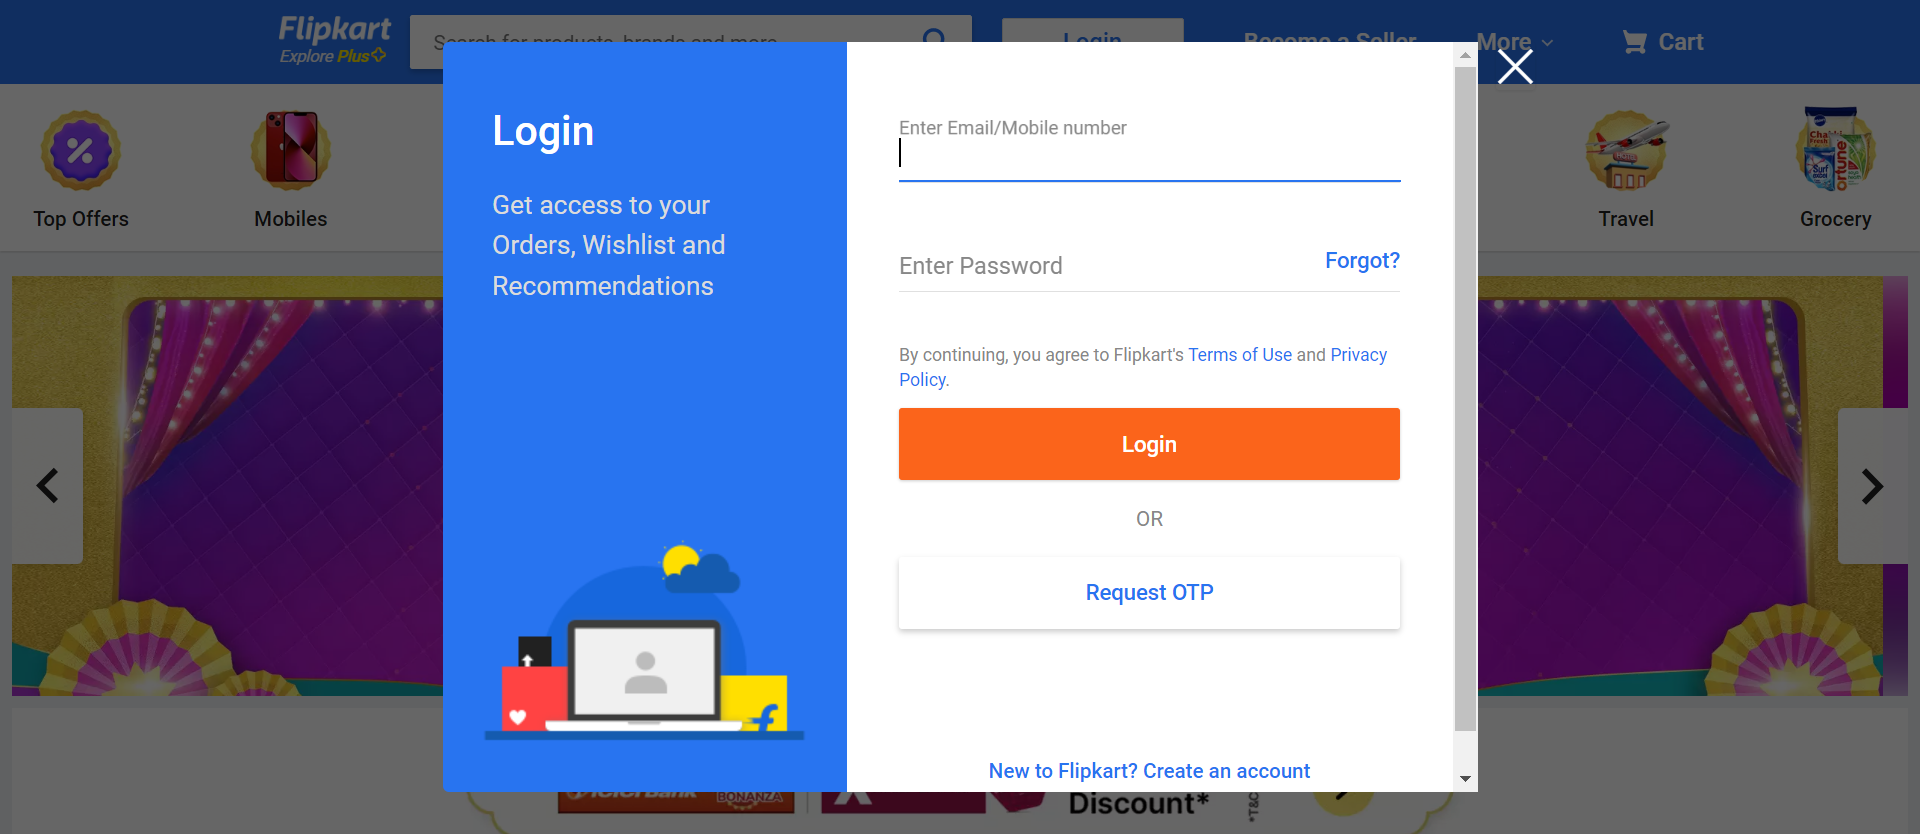 Flipkart
Explore Plus
Search for products, brands and more
Login
Become a Seller
More
Cart
Top Offers
Mobiles
Travel
Grocery
Login
Get access to your
Orders, Wishlist and
Recommendations
Enter Email/Mobile number
Enter Password
Forgot?
By continuing, you agree to Flipkart's Terms of Use and Privacy
Policy.
Login
OR
Request OTP
New to Flipkart? Create an account
BONANZA
Discount*
*T&C